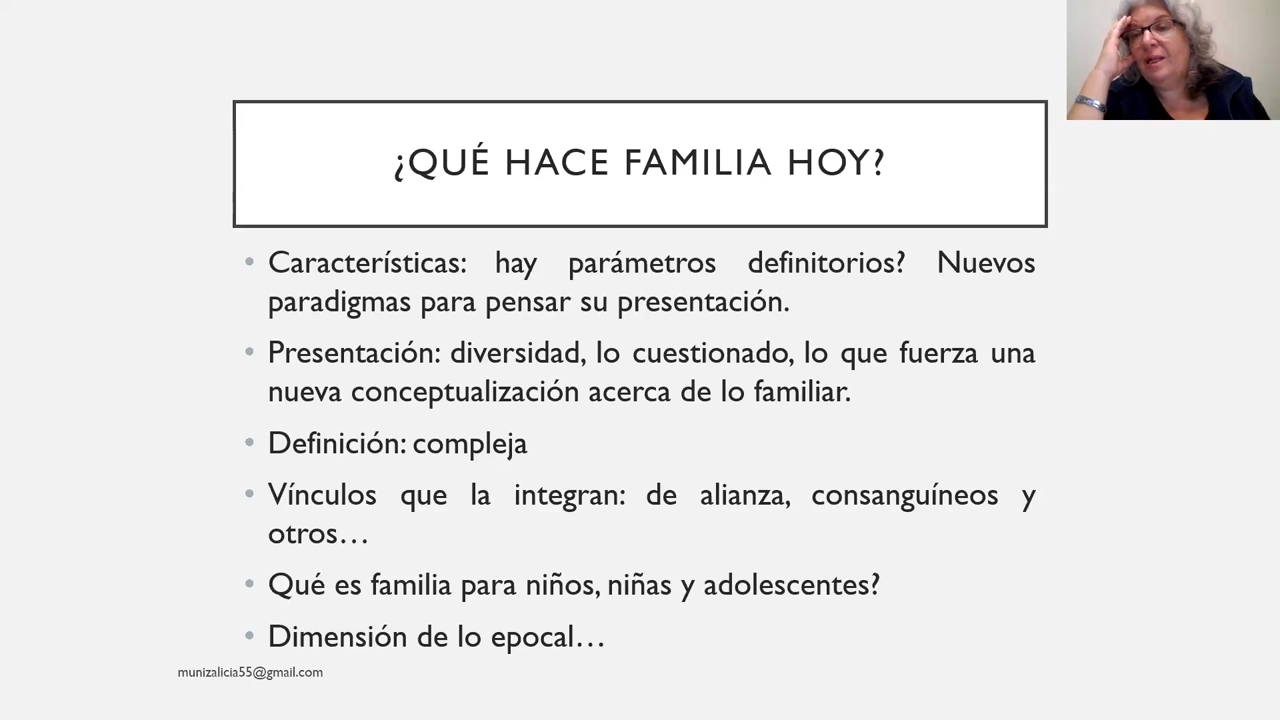 ¿QUÉ HACE FAMILIA HOY?
• Características: hay parámetros definitorios? Nuevos
paradigmas para pensar su presentación.
• Presentación: diversidad, lo cuestionado, lo que fuerza una
nueva conceptualización acerca de lo familiar.
• Definición: compleja
• Vínculos que la integran: de alianza, consanguíneos y
otros…
• Qué es familia para niños, niñas y adolescentes?
• Dimensión de lo epocal…
munizalicia55@gmail.com